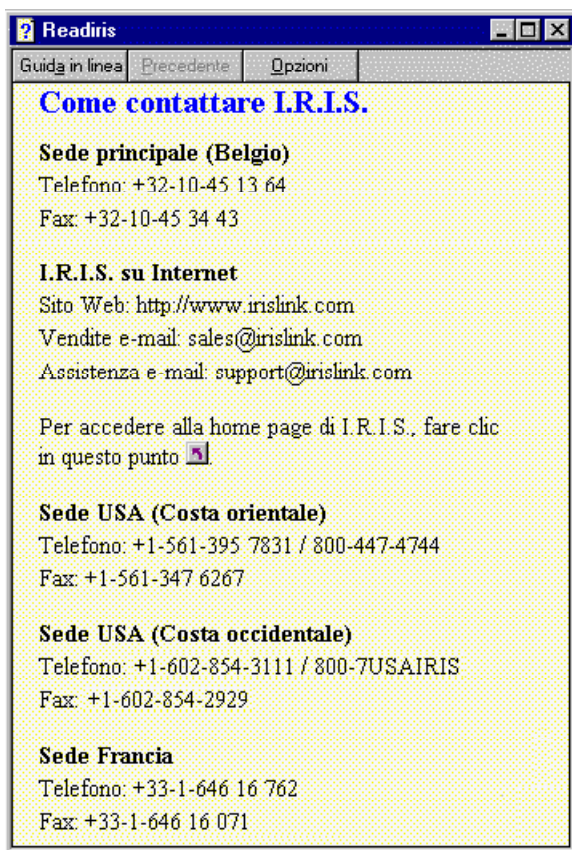 Readiris
Guida in linea Precedente Opzioni
Come contattare I.R.I.S.
Sede principale (Belgio)
Telefono: +32-10-45 13 64
Fax: +32-10-45 34 43
I.R.I.S. su Internet
Sito Web: http://www.irislink.com
Vendite e-mail: sales@irislink.com
Assistenza e-mail: support@irislink.com
Per accedere alla home page di I.R.I.S., fare clic
in questo punto .
Sede USA (Costa orientale)
Telefono: +1-561-395 7831 / 800-447-4744
Fax: +1-561-347 6267
Sede USA (Costa occidentale)
Telefono: +1-602-854-3111 / 800-7USAIRIS
Fax: +1-602-854-2929
Sede Francia
Telefono: +33-1-646 16 762
Fax: +33-1-646 16 071